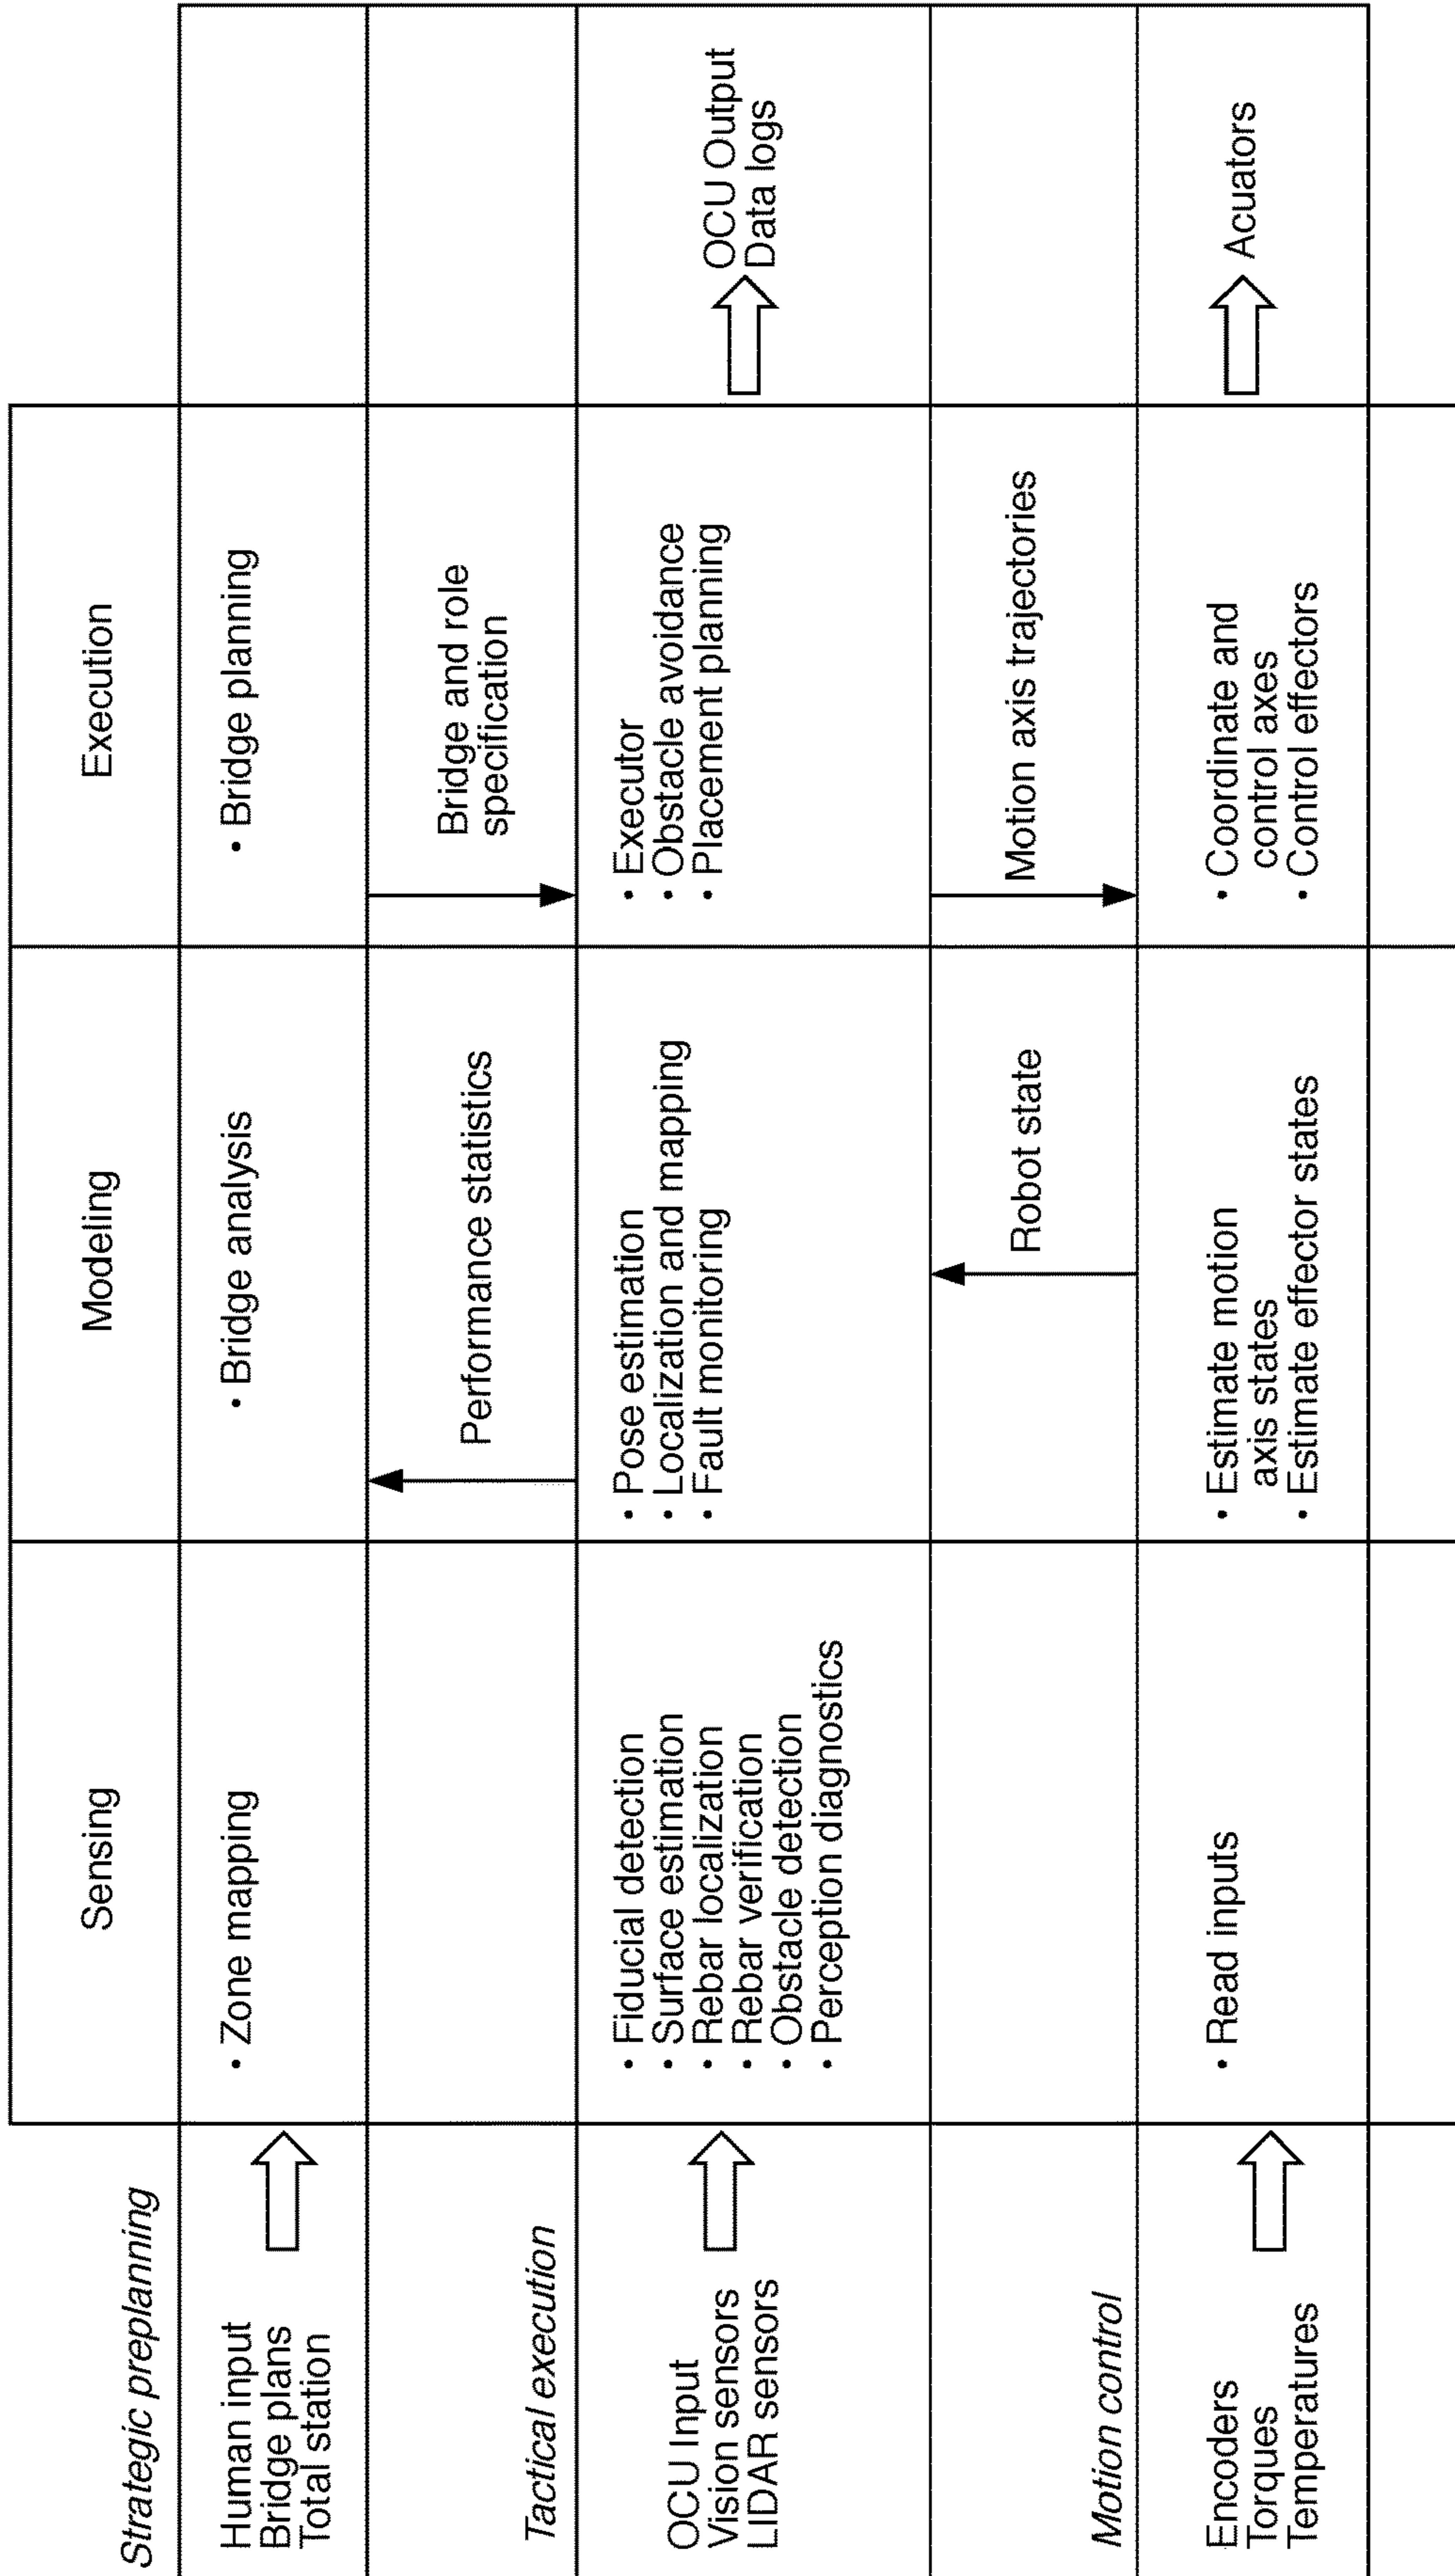 Sensing
Modeling
Execution
Strategic preplanning
Human input
Bridge plans
Total station
• Zone mapping
• Bridge analysis
• Bridge planning
Tactical execution
Performance statistics
Bridge and role
specification
OCU Input
Vision sensors
LIDAR sensors
• Fiducial detection
• Surface estimation
• Rebar localization
• Rebar verification
• Obstacle detection
• Perception diagnostics
• Pose estimation
• Localization and mapping
• Fault monitoring
• Executor
• Obstacle avoidance
• Placement planning
OCU Output
Data logs
Motion control
Robot state
Motion axis trajectories
Encoders
Torques
Temperatures
• Read inputs
• Estimate motion
axis states
• Estimate effector states
• Coordinate and
control axes
• Control effectors
Acuators